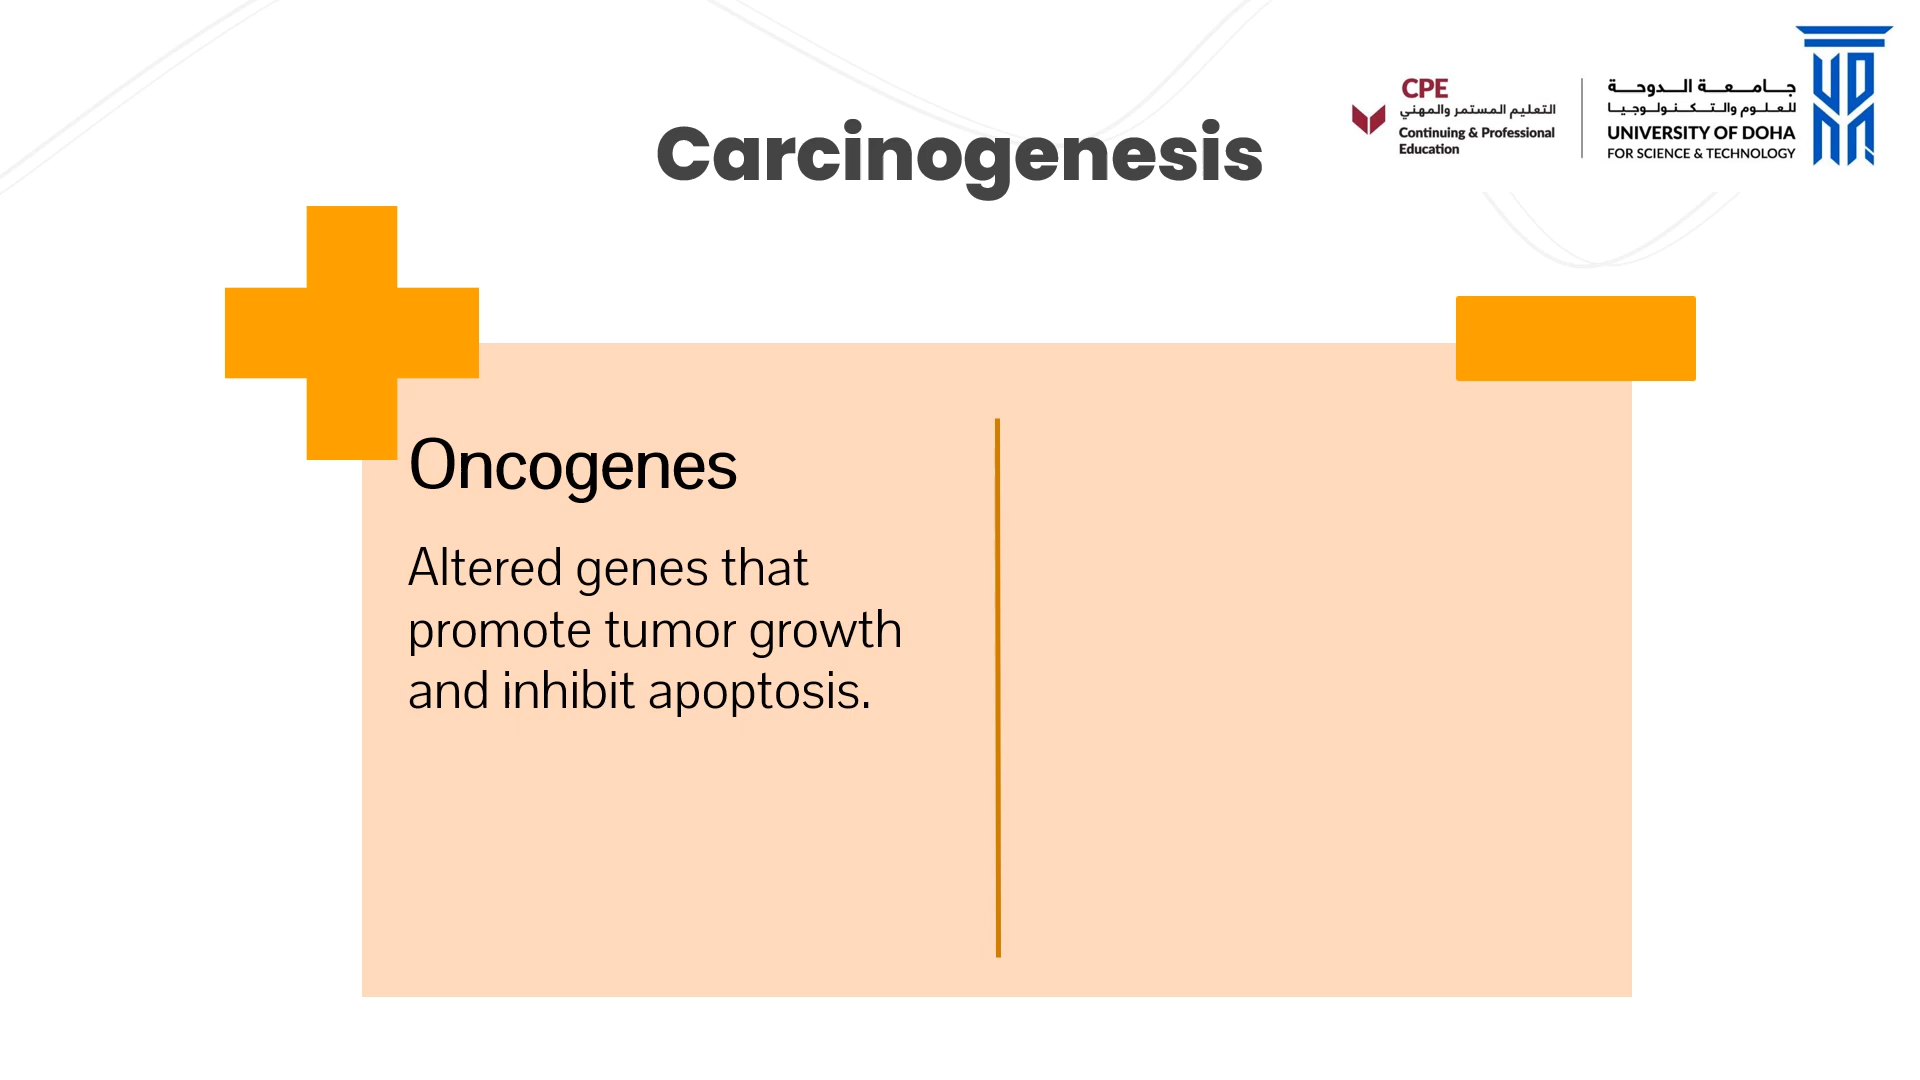 CPE
التعليم المستمر والمهني
Continuing & Professional
Education
جامعة الدوحة
للعلوم والتكنولوجيا
UNIVERSITY OF DOHA
FOR SCIENCE & TECHNOLOGY
Carcinogenesis
Oncogenes
Altered genes that
promote tumor growth
and inhibit apoptosis.